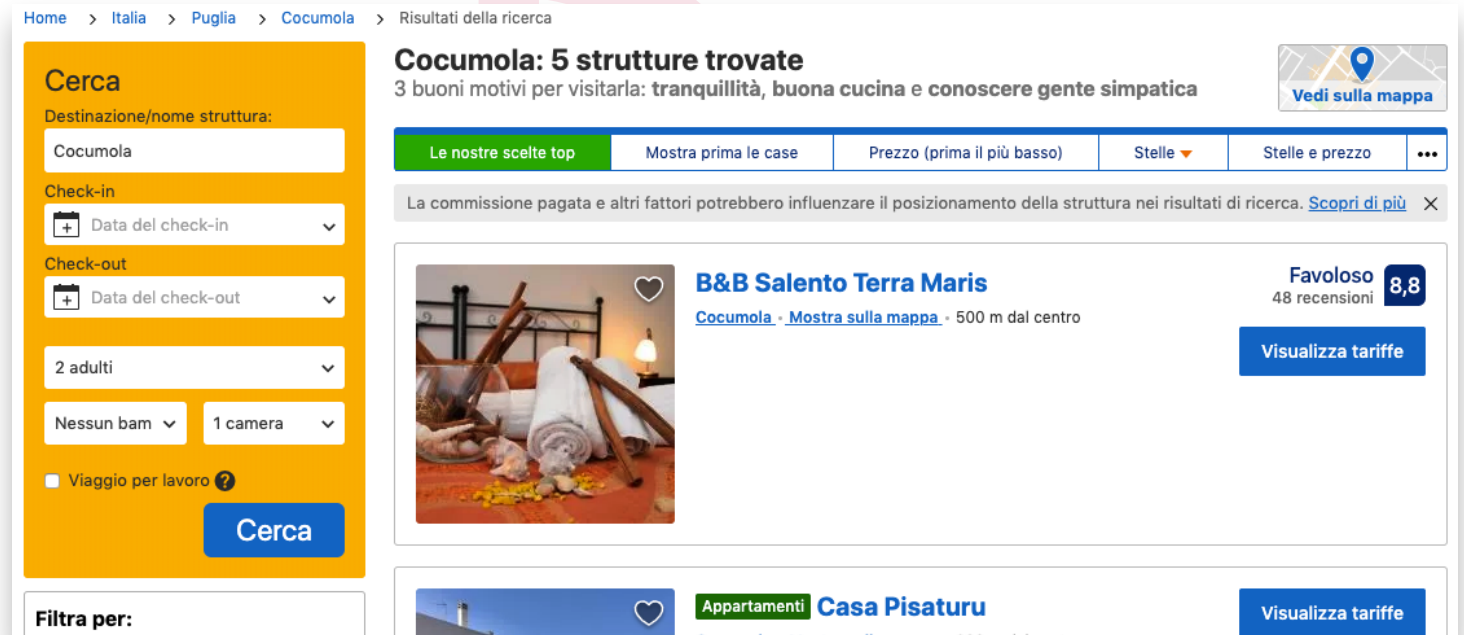 Home > Italia > Puglia > Cocumola > Risultati della ricerca
Cerca
Destinazione/nome struttura:
Cocumola
Check-in
Data del check-in
Check-out
Data del check-out
2 adulti
Nessun bam
1 camera
Viaggio per lavoro ?
Cerca
Filtra per:
Cocumola: 5 strutture trovate
3 buoni motivi per visitarla: tranquillità, buona cucina e conoscere gente simpatica
Vedi sulla mappa
Le nostre scelte top
Mostra prima le case
Prezzo (prima il più basso)
Stelle
Stelle e prezzo
•••
La commissione pagata e altri fattori potrebbero influenzare il posizionamento della struttura nei risultati di ricerca. Scopri di più
B&B Salento Terra Maris
Cocumola · Mostra sulla mappa · 500 m dal centro
Favoloso
48 recensioni
8,8
Visualizza tariffe
Appartamenti Casa Pisaturu
Visualizza tariffe